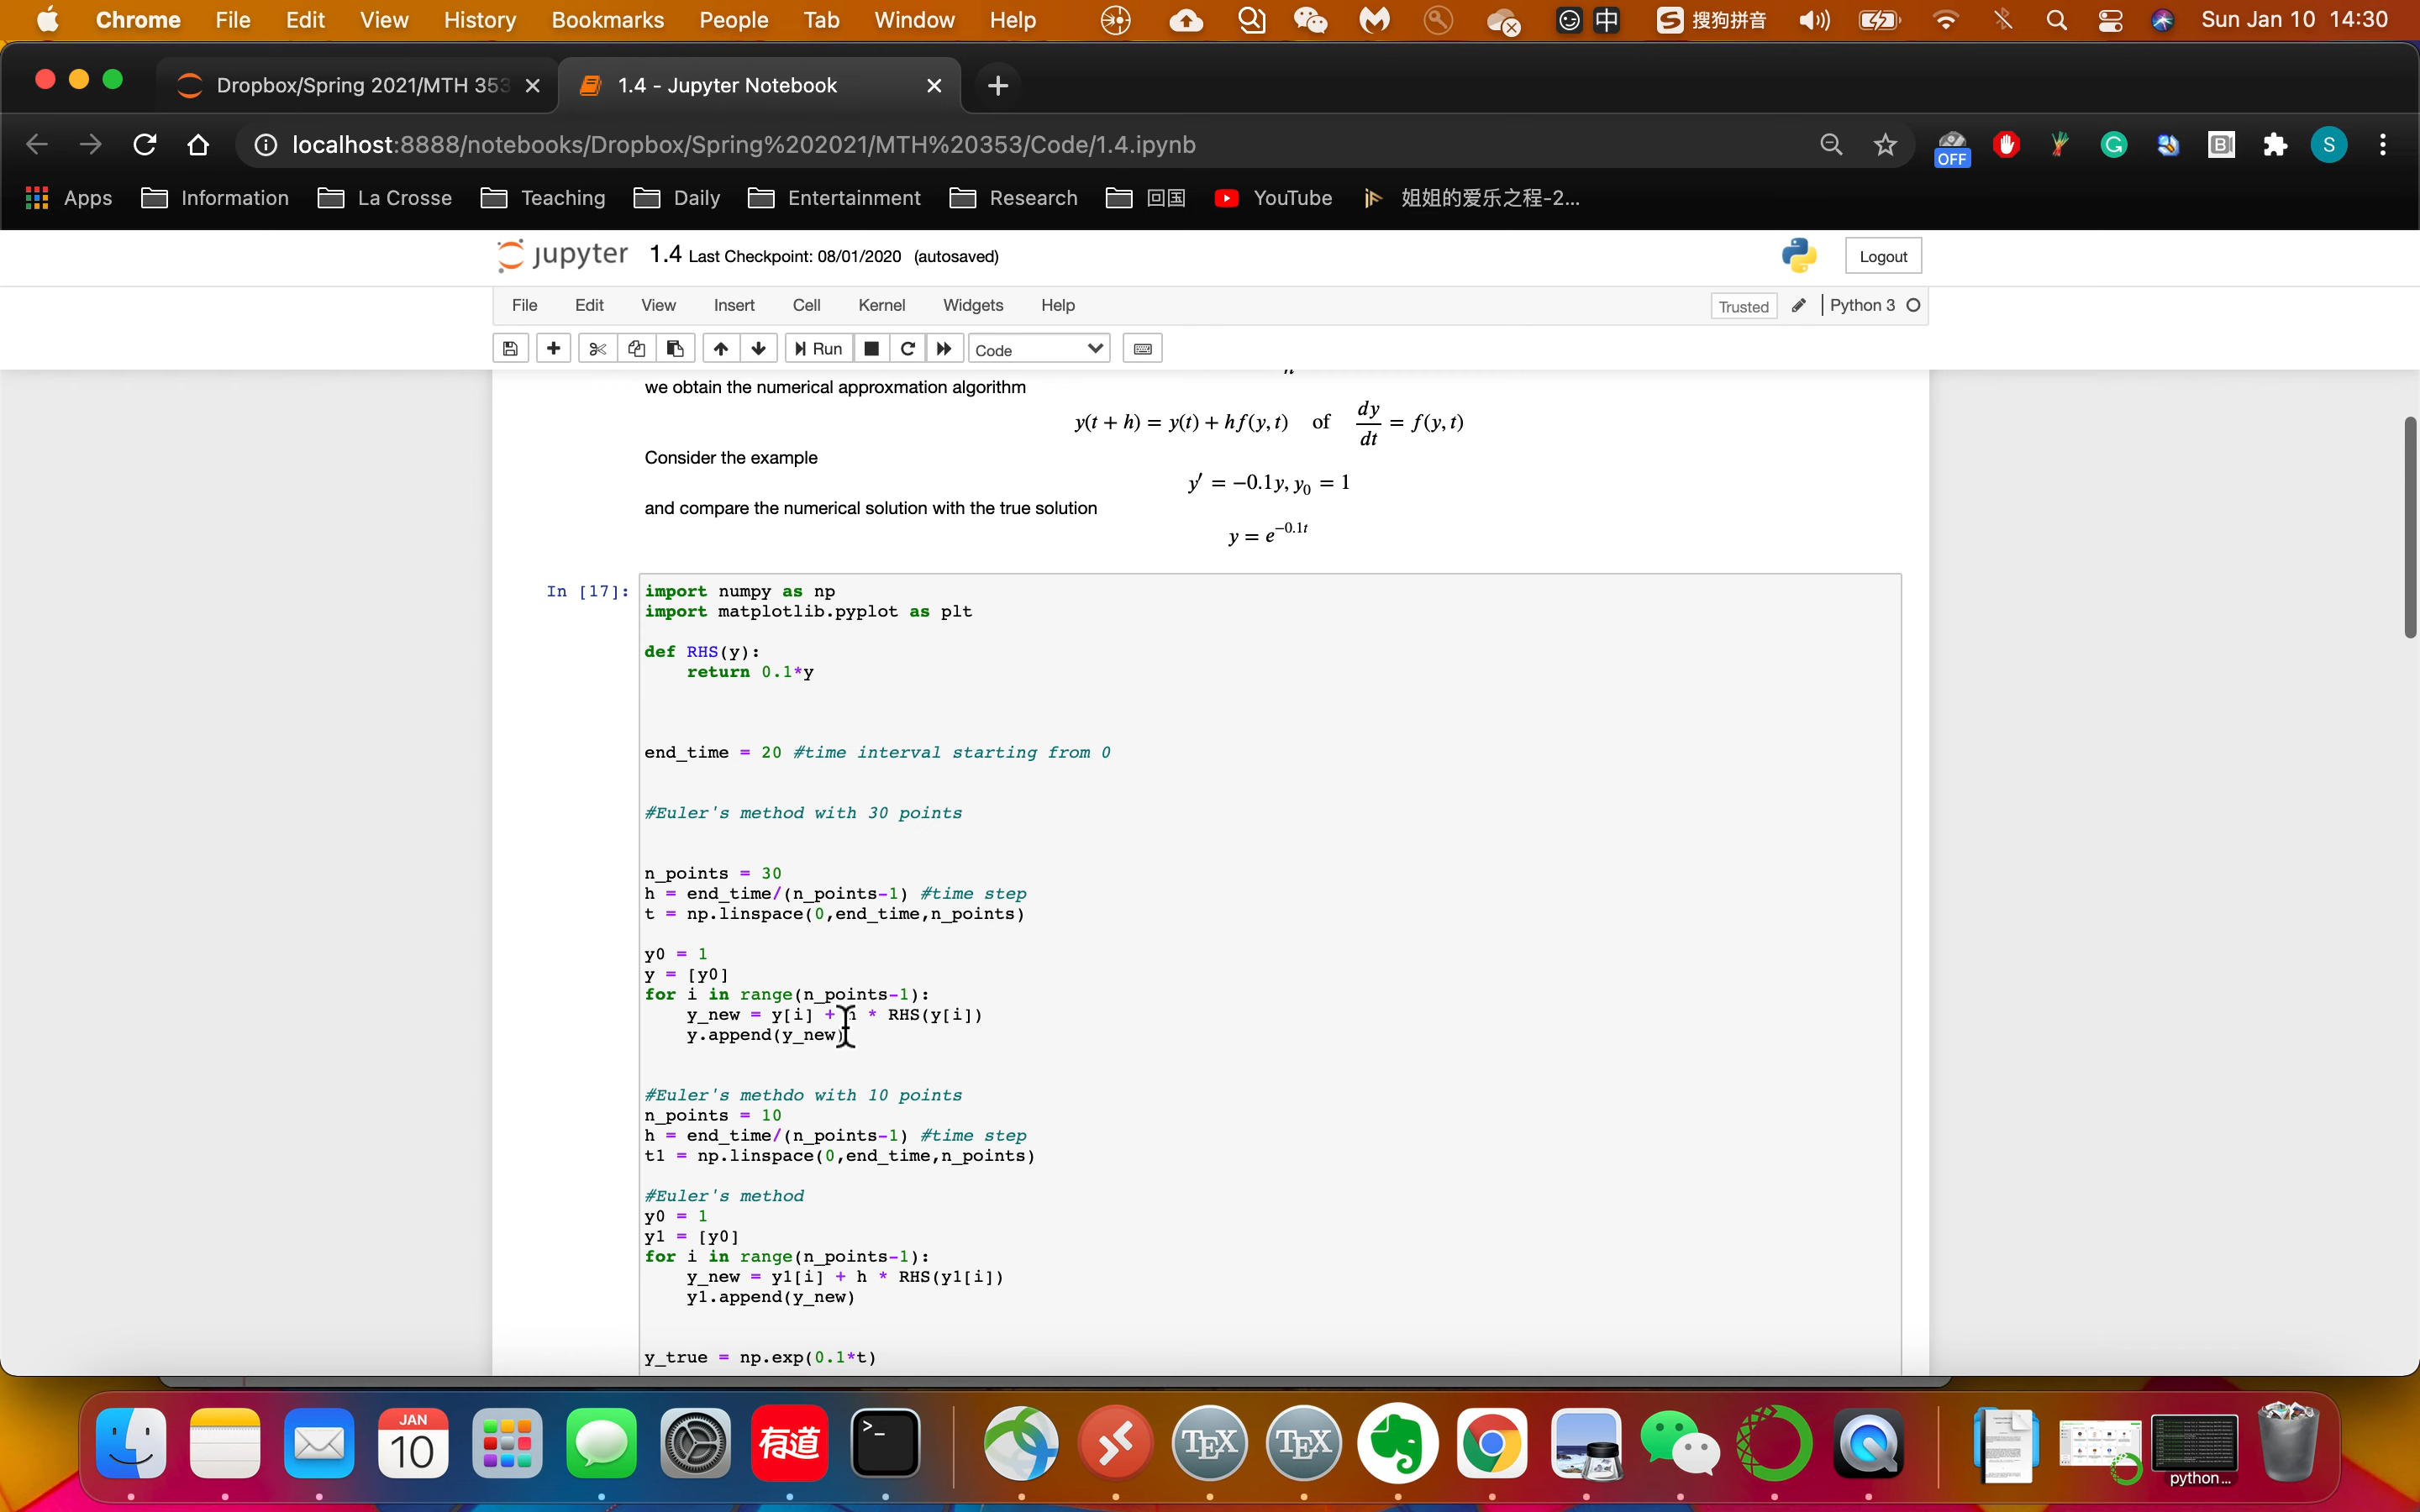 Chrome File Edit View History Bookmarks People Tab Window Help 中 搜狗拼音 Sun Jan 10 14:30
Dropbox/Spring 2021/MTH 353 1.4 - Jupyter Notebook
localhost:8888/notebooks/Dropbox/Spring%202021/MTH%20353/Code/1.4.ipynb OFF G B S
Apps Information La Crosse Teaching Daily Entertainment Research 回国 YouTube 姐姐的爱乐之程-2...
jupyter 1.4 Last Checkpoint: 08/01/2020 (autosaved) Logout
File Edit View Insert Cell Kernel Widgets Help Trusted Python 3
Run Code
we obtain the numerical approxmation algorithm
y(t + h) = y(t) + hf(y, t) of dy/dt = f(y, t)
Consider the example
y′ = −0.1y, y₀ = 1
and compare the numerical solution with the true solution
y = e^−0.1t
In [17]: import numpy as np
import matplotlib.pyplot as plt
def RHS(y):
return 0.1*y
end_time = 20 #time interval starting from 0
#Euler's method with 30 points
n_points = 30
h = end_time/(n_points-1) #time step
t = np.linspace(0,end_time,n_points)
y0 = 1
y = [y0]
for i in range(n_points-1):
y_new = y[i] + h * RHS(y[i])
y.append(y_new)
#Euler's methdo with 10 points
n_points = 10
h = end_time/(n_points-1) #time step
t1 = np.linspace(0,end_time,n_points)
#Euler's method
y0 = 1
y1 = [y0]
for i in range(n_points-1):
y_new = y1[i] + h * RHS(y1[i])
y1.append(y_new)
y_true = np.exp(0.1*t)
JAN
10
有道
>_
TEX
TEX
python...